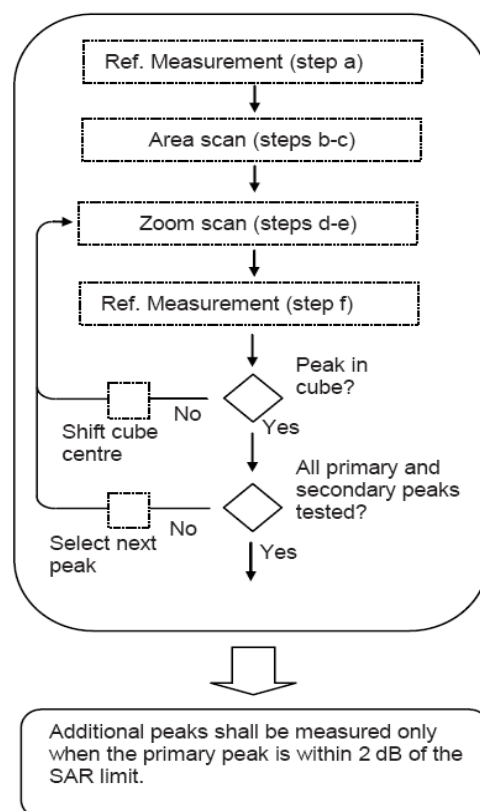 Ref. Measurement (step a)
Area scan (steps b-c)
Zoom scan (steps d-e)
Ref. Measurement (step f)
Peak in
cube?
No
Yes
Shift cube
centre
All primary and
secondary peaks
tested?
No
Yes
Select next
peak
Additional peaks shall be measured only
when the primary peak is within 2 dB of the
SAR limit.